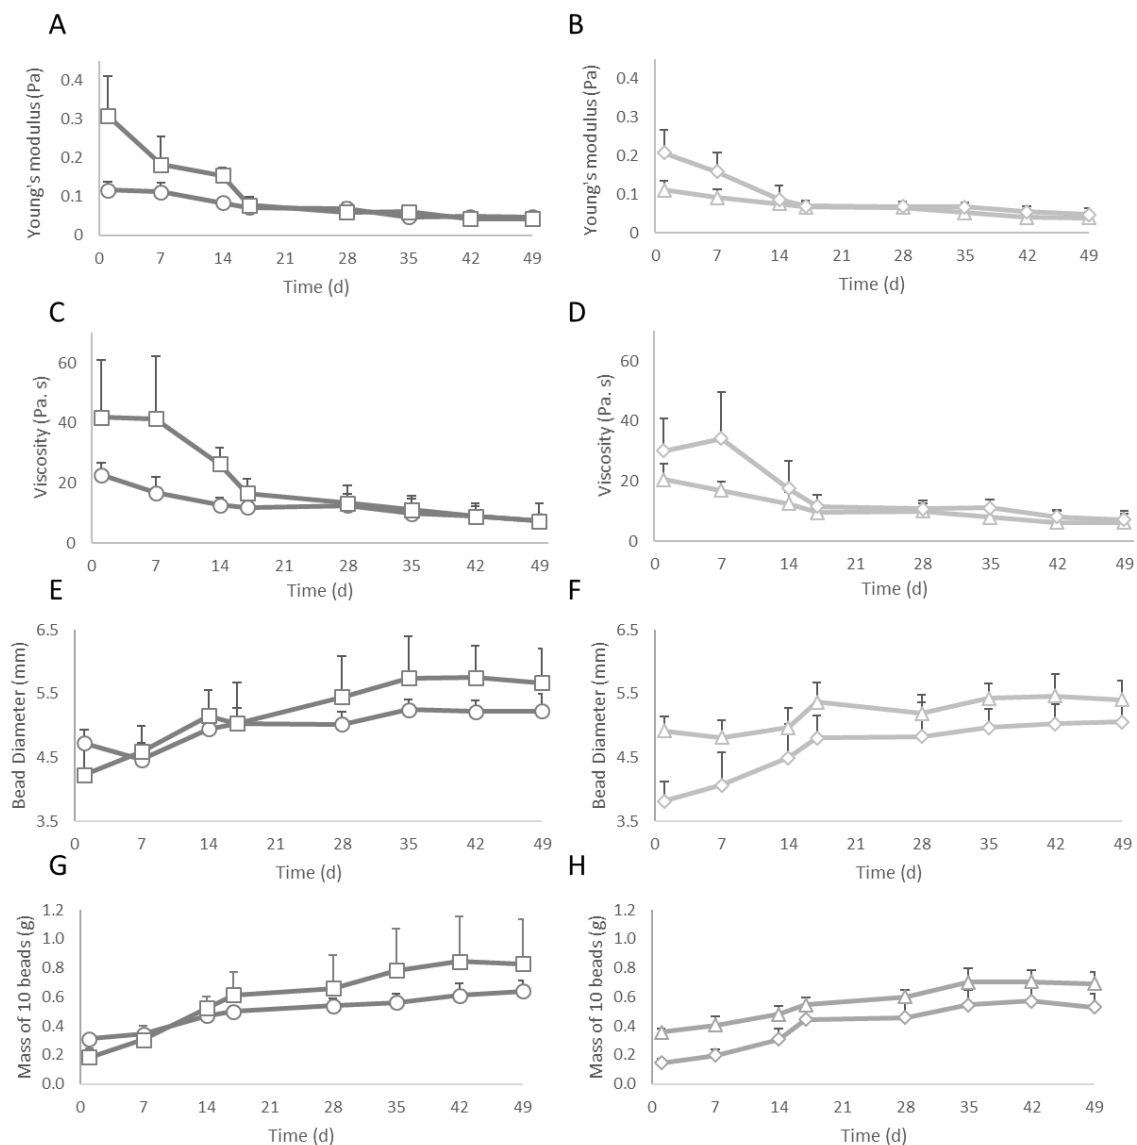 A
B
Young's modulus (Pa)
0.4
0.3
0.2
0.1
0
0 7 14 21 28 35 42 49
Time (d)
Young's modulus (Pa)
0.4
0.3
0.2
0.1
0
0 7 14 21 28 35 42 49
Time (d)
C
D
Viscosity (Pa. s)
60
40
20
0
0 7 14 21 28 35 42 49
Time (d)
Viscosity (Pa. s)
60
40
20
0
0 7 14 21 28 35 42 49
Time (d)
E
F
Bead Diameter (mm)
6.5
5.5
4.5
3.5
0 7 14 21 28 35 42 49
Time (d)
Bead Diameter (mm)
6.5
5.5
4.5
3.5
0 7 14 21 28 35 42 49
Time (d)
G
H
Mass of 10 beads (g)
1.2
1.0
0.8
0.6
0.4
0.2
0.0
0 7 14 21 28 35 42 49
Time (d)
Mass of 10 beads (g)
1.2
1.0
0.8
0.6
0.4
0.2
0.0
0 7 14 21 28 35 42 49
Time (d)